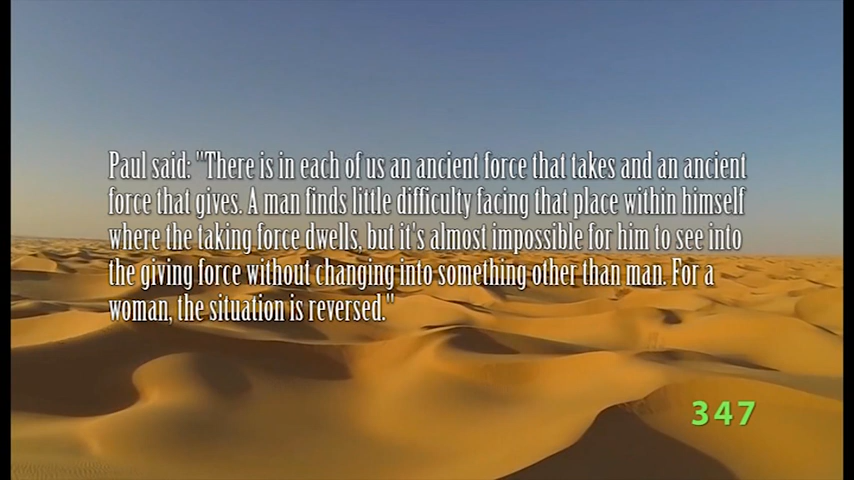 Paul said: "There is in each of us an ancient force that takes and an ancient
force that gives. A man finds little difficulty facing that place within himself
where the taking force dwells, but it's almost impossible for him to see into
the giving force without changing into something other than man. For a
woman, the situation is reversed."
347